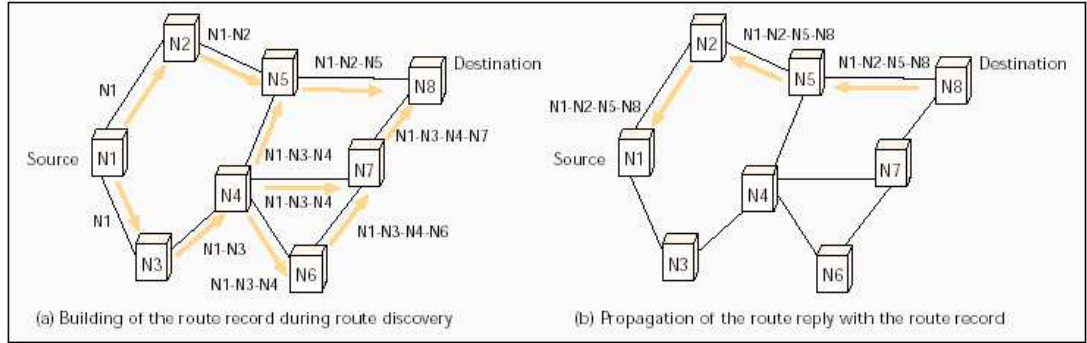 N2
N1-N2
N5
N1-N2-N5
N8
Destination
N1
N1-N3-N4-N7
Source
N1
N1-N3-N4
N7
N4
N1-N3-N4
N1
N1-N3-N4-N6
N3
N1-N3
N1-N3-N4
N6
(a) Building of the route record during route discovery
N2
N1-N2-N5-N8
N5
N1-N2-N5-N8
N8
Destination
N1-N2-N5-N8
Source
N1
N7
N4
N3
N6
(b) Propagation of the route reply with the route record